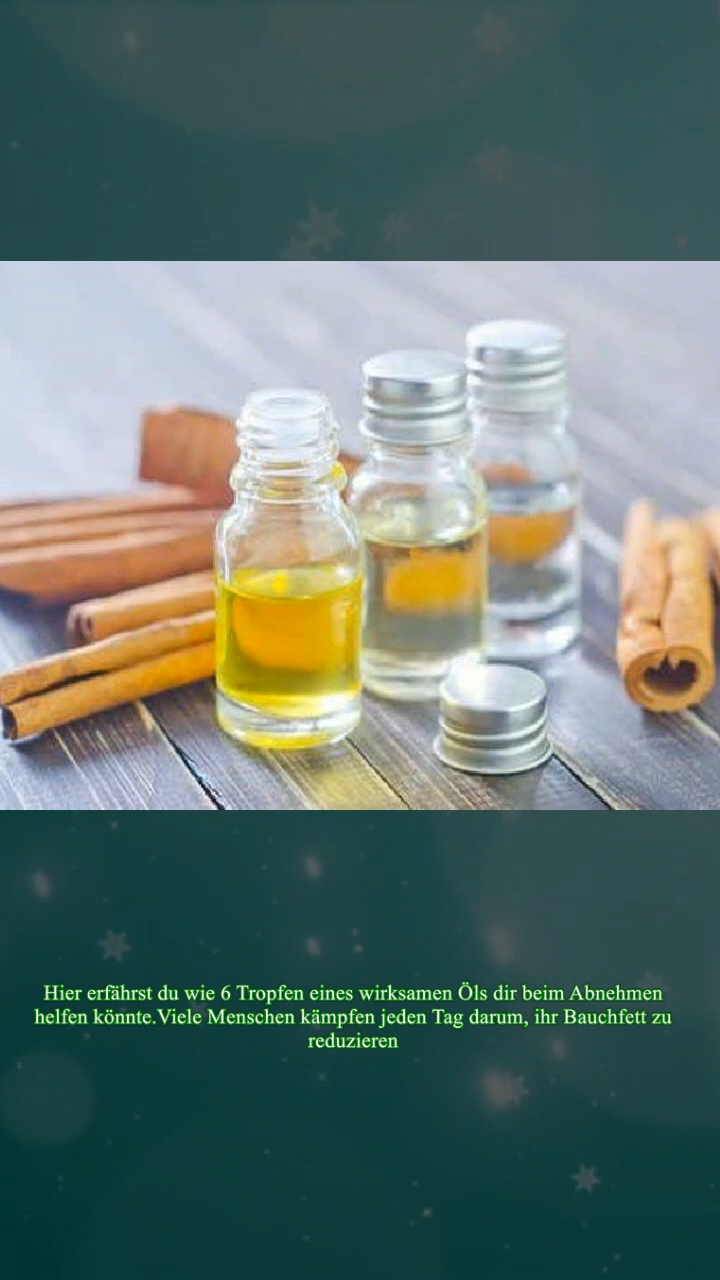 Hier erfährst du wie 6 Tropfen eines wirksamen Öls dir beim Abnehmen
helfen könnte.Viele Menschen kämpfen jeden Tag darum, ihr Bauchfett zu
reduzieren